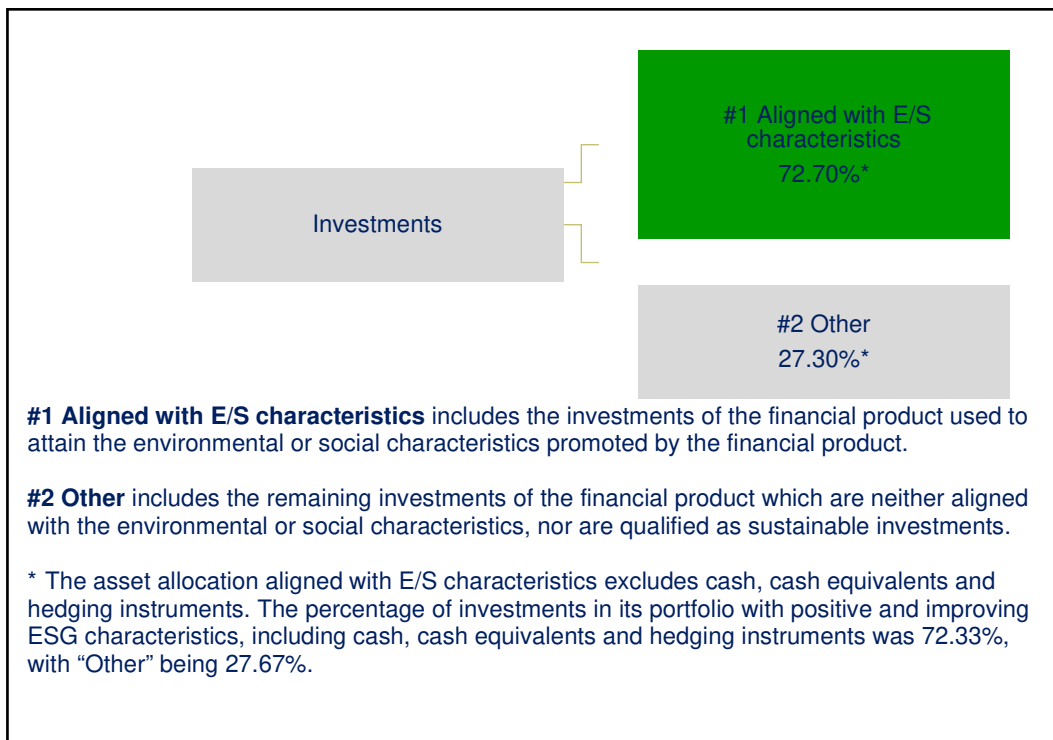 #1 Aligned with E/S
characteristics
72.70%*
Investments
#2 Other
27.30%*
#1 Aligned with E/S characteristics includes the investments of the financial product used to
attain the environmental or social characteristics promoted by the financial product.
#2 Other includes the remaining investments of the financial product which are neither aligned
with the environmental or social characteristics, nor are qualified as sustainable investments.
* The asset allocation aligned with E/S characteristics excludes cash, cash equivalents and
hedging instruments. The percentage of investments in its portfolio with positive and improving
ESG characteristics, including cash, cash equivalents and hedging instruments was 72.33%,
with “Other” being 27.67%.